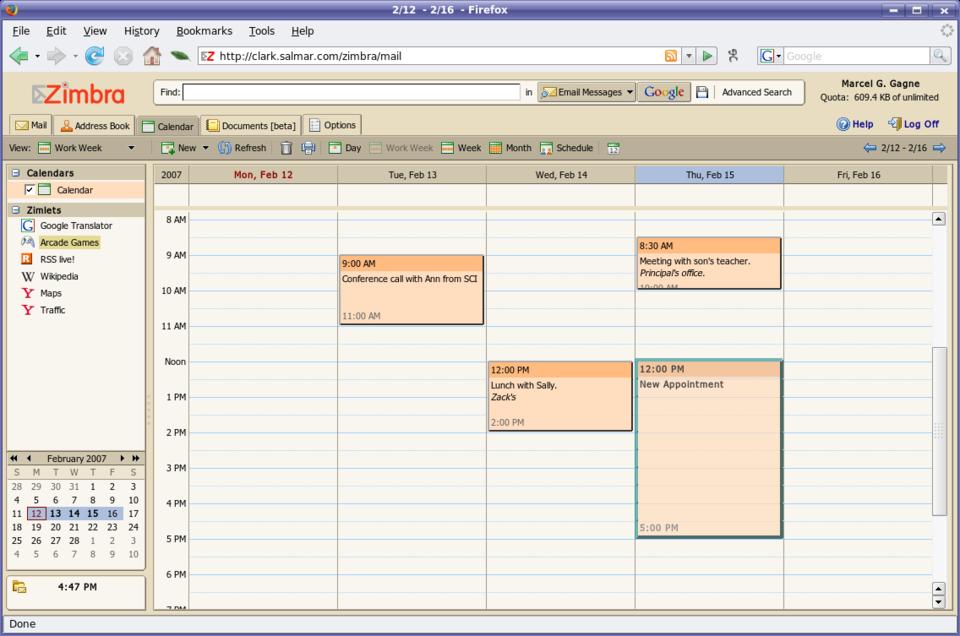 2/12 - 2/16 - Firefox
File Edit View History Bookmarks Tools Help
http://clark.salmar.com/zimbra/mail
G Google
Zimbra
Find: in Email Messages Google Advanced Search
Marcel G. Gagne
Quota: 609.4 KB of unlimited
Mail Address Book Calendar Documents [beta] Options
Help Log Off
View: Work Week New Refresh Day Work Week Week Month Schedule 12 2/12 - 2/16
Calendars
Calendar
Zimlets
Google Translator
Arcade Games
RSS live!
Wikipedia
Maps
Traffic
2007 Mon, Feb 12 Tue, Feb 13 Wed, Feb 14 Thu, Feb 15 Fri, Feb 16
8 AM
9 AM
10 AM
11 AM
Noon
1 PM
2 PM
3 PM
4 PM
5 PM
6 PM
7 PM
9:00 AM
Conference call with Ann from SCI
11:00 AM
12:00 PM
Lunch with Sally.
Zack's
2:00 PM
8:30 AM
Meeting with son's teacher.
Principal's office.
10:00 AM
12:00 PM
New Appointment
5:00 PM
February 2007
S M T W T F S
28 29 30 31 1 2 3
4 5 6 7 8 9 10
11 12 13 14 15 16 17
18 19 20 21 22 23 24
25 26 27 28 1 2 3
4 5 6 7 8 9 10
4:47 PM
Done